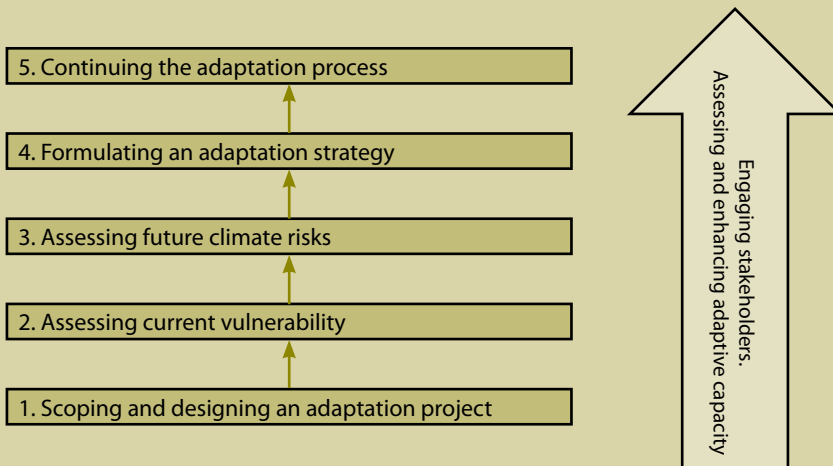 5. Continuing the adaptation process
4. Formulating an adaptation strategy
3. Assessing future climate risks
2. Assessing current vulnerability
1. Scoping and designing an adaptation project
Engaging stakeholders.
Assessing and enhancing adaptive capacity